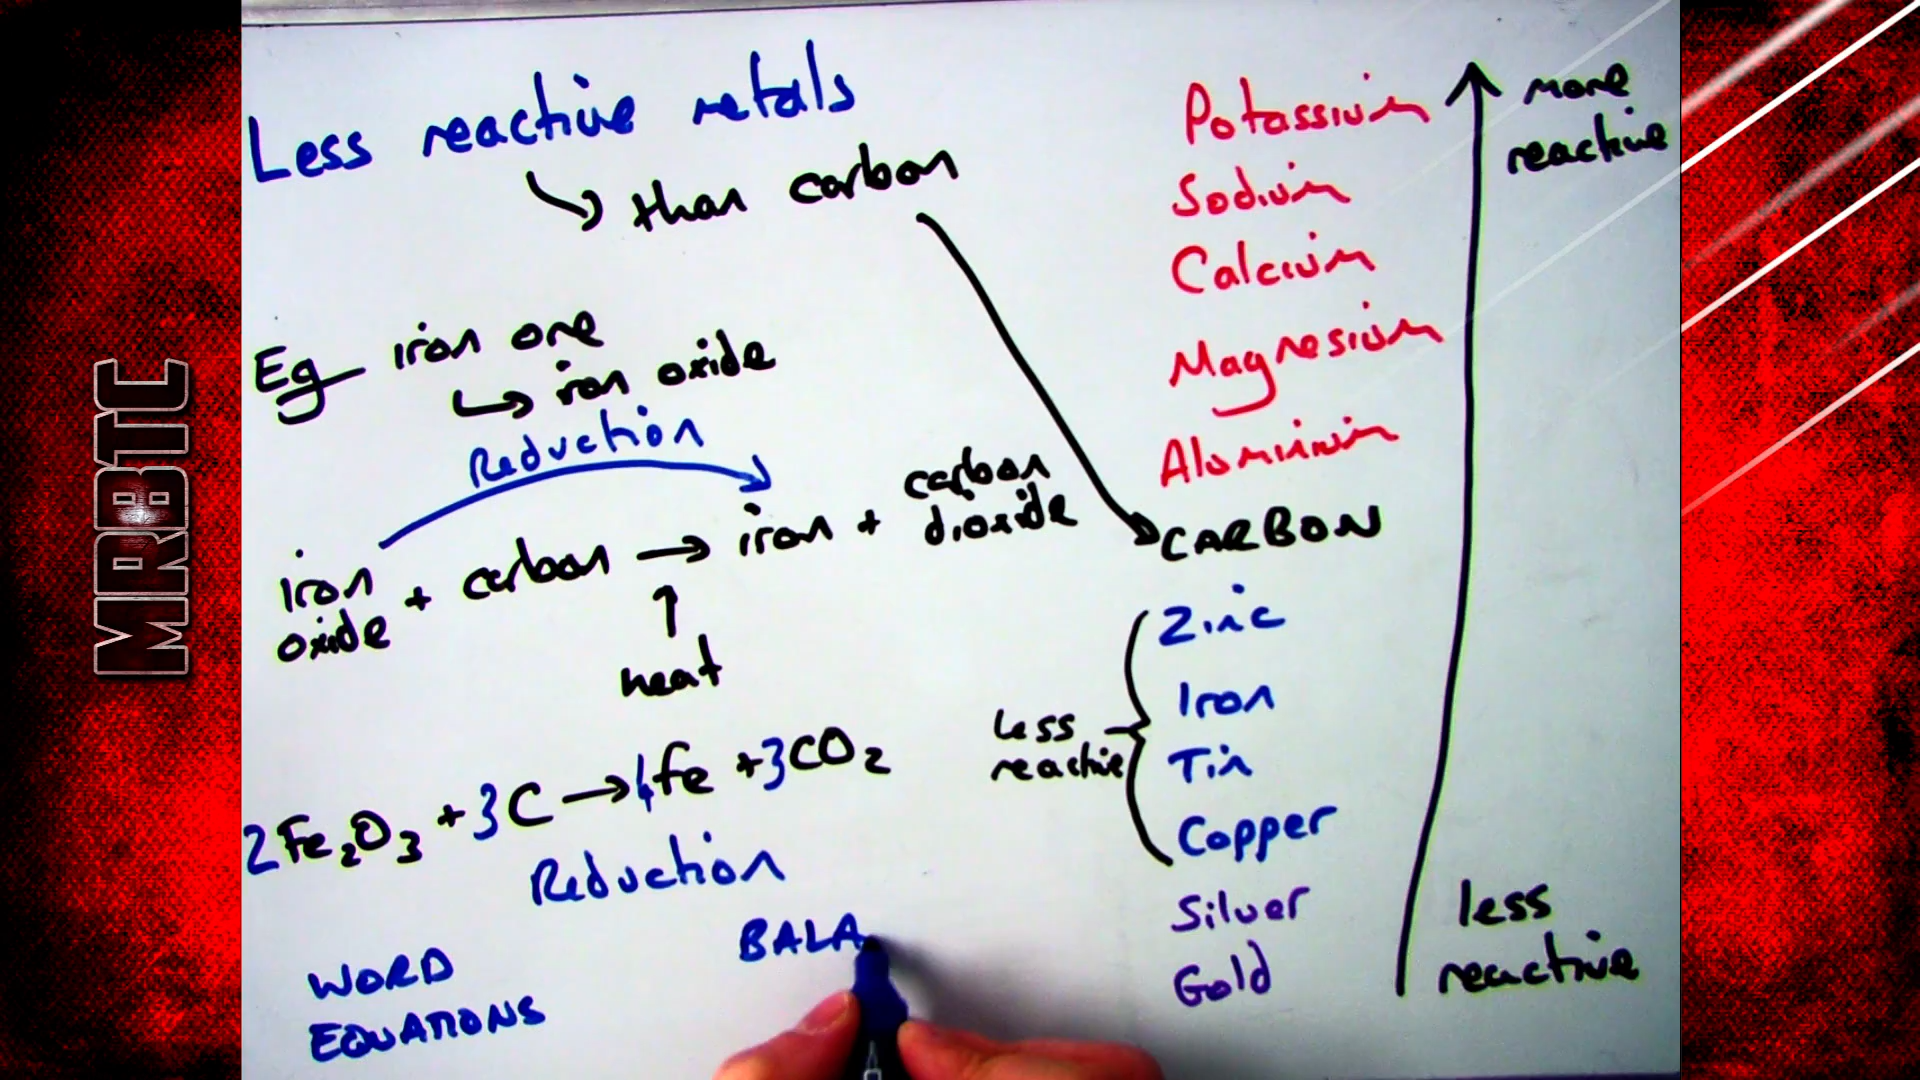 MRBTC
Less reactive metals
than carbon
Eg iron ore
iron oxide
Reduction
iron oxide + carbon → iron + carbon dioxide
heat
2Fe₂O₃ + 3C → 4Fe + 3CO₂
Reduction
WORD
EQUATIONS
BALA
Potassium
Sodium
Calcium
Magnesium
Aluminium
CARBON
Zinc
Iron
Tin
Copper
Silver
Gold
less
reactive
more
reactive
less
reactive